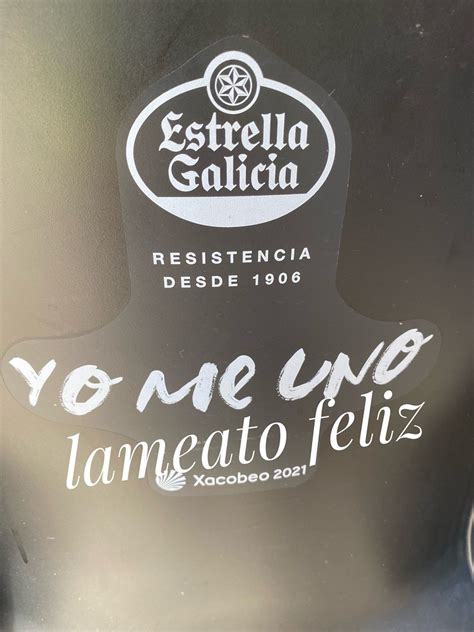 Estrella
Galicia
RESISTENCIA
DESDE 1906
YO ME UNO
lameato feliz
Xacobeo 2021